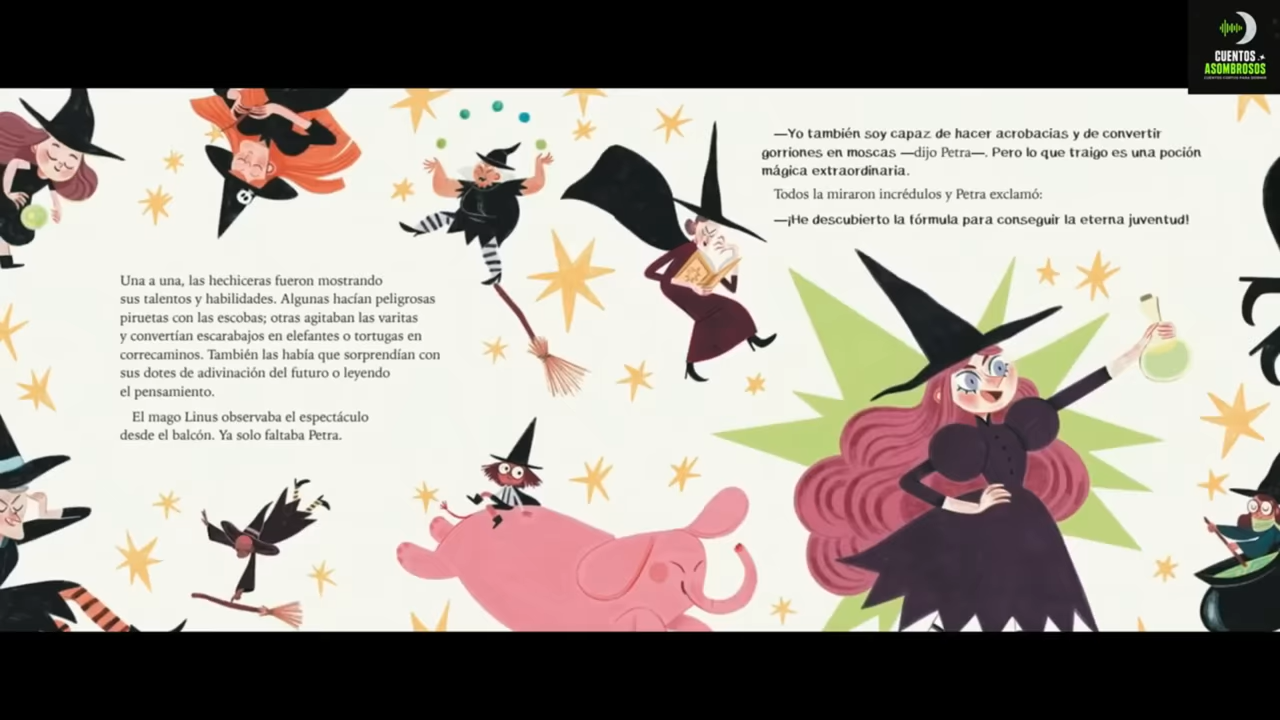 CUENTOS
ASOMBROSOS
CUENTOS CORTOS PARA DORMIR
Una a una, las hechiceras fueron mostrando
sus talentos y habilidades. Algunas hacían peligrosas
piruetas con las escobas; otras agitaban las varitas
y convertían escarabajos en elefantes o tortugas en
correcaminos. También las había que sorprendían con
sus dotes de adivinación del futuro o leyendo
el pensamiento.
El mago Linus observaba el espectáculo
desde el balcón. Ya solo faltaba Petra.
—Yo también soy capaz de hacer acrobacias y de convertir
gorriones en moscas —dijo Petra—. Pero lo que traigo es una poción
mágica extraordinaria.
Todos la miraron incrédulos y Petra exclamó:
—¡He descubierto la fórmula para conseguir la eterna juventud!